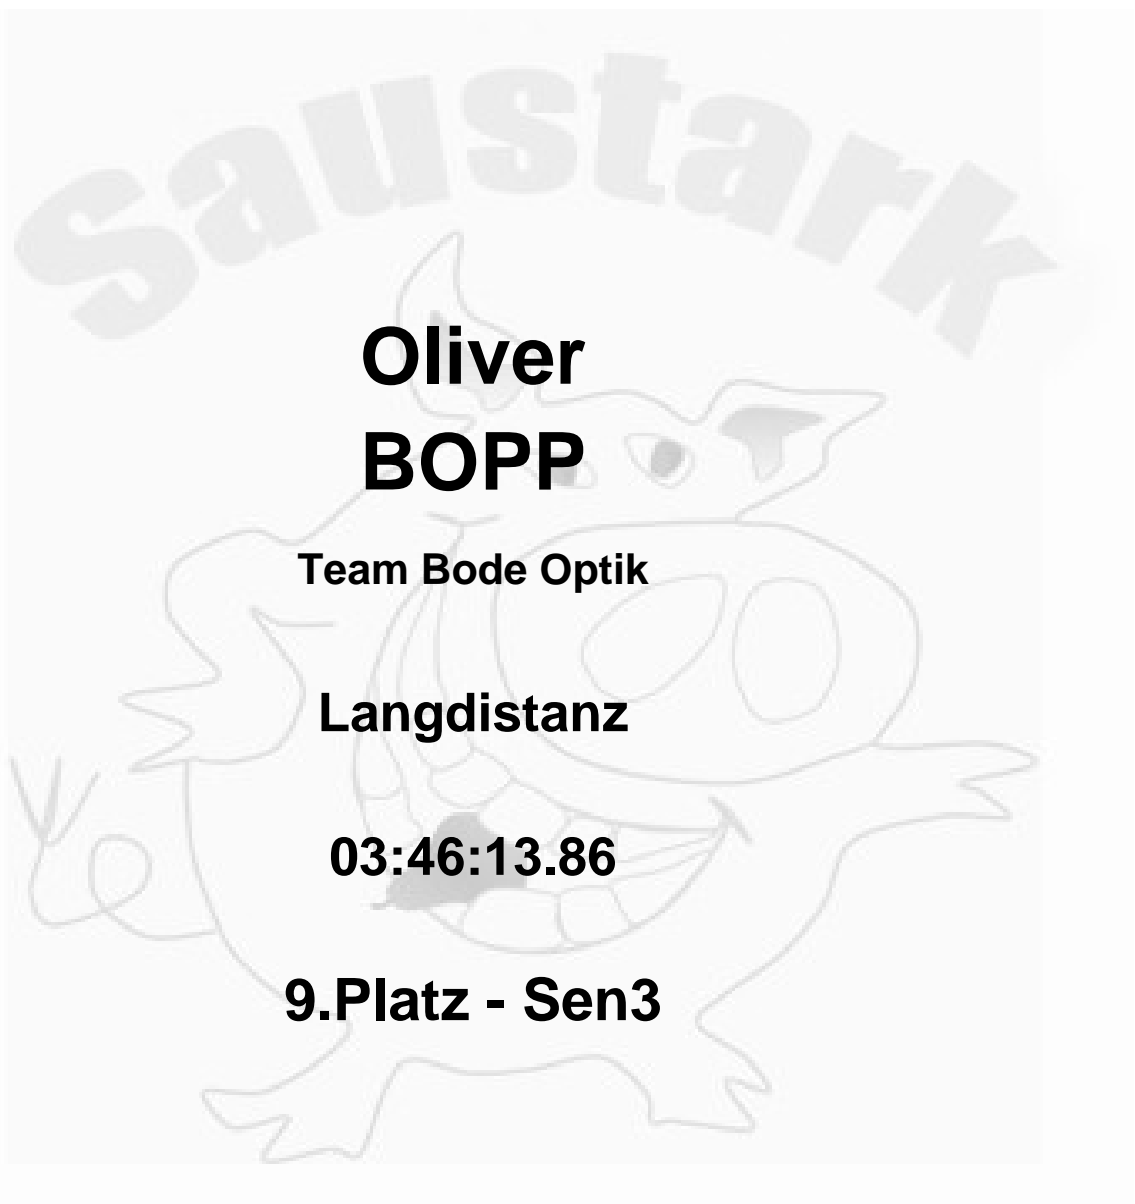 Saustark
Oliver
BOPP
Team Bode Optik
Langdistanz
03:46:13.86
9.Platz - Sen3